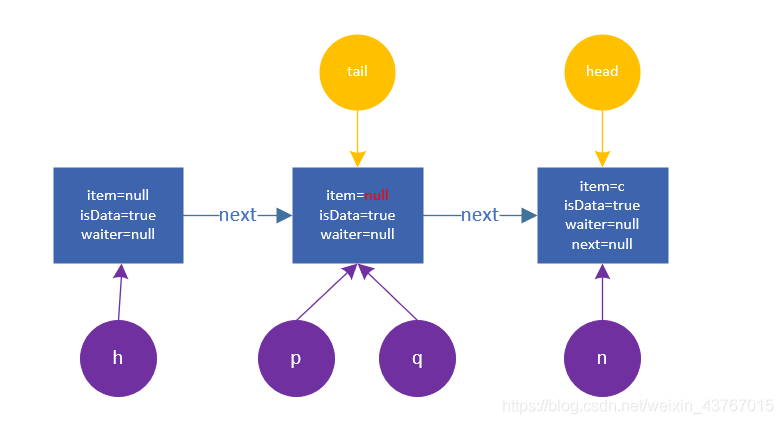 tail
head
item=null
isData=true
waiter=null
next
item=null
isData=true
waiter=null
next
item=c
isData=true
waiter=null
next=null
h
p
q
n
https://blog.csdn.net/weixin_43767015